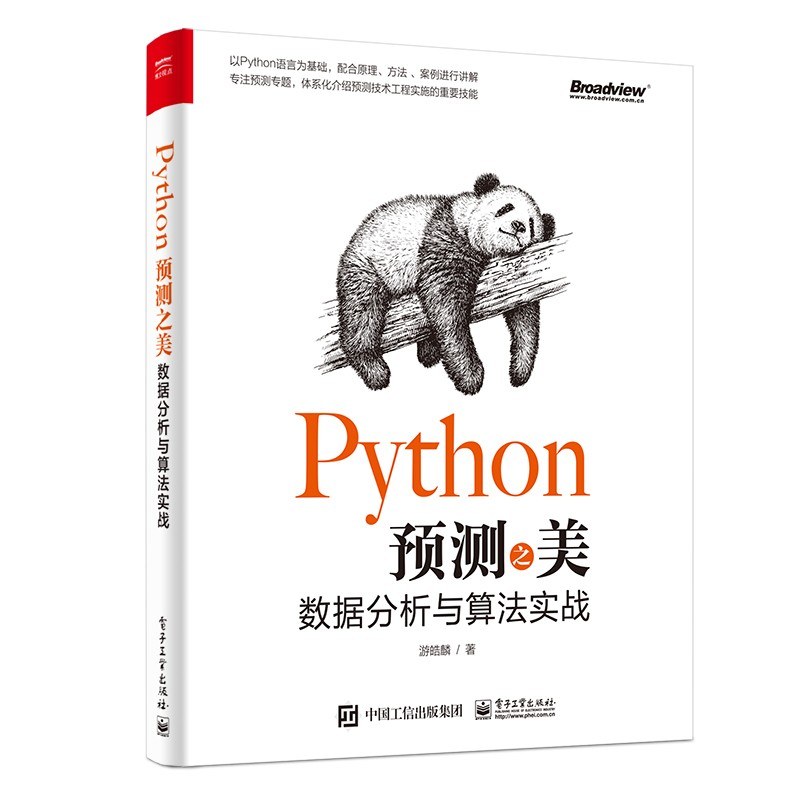 以Python语言为基础，配合原理、方法、案例进行讲解
专注预测专题，体系化介绍预测技术工程实施的重要技能
Broadview®
www.broadview.com.cn
Python
预测之美
数据分析与算法实战
游皓麟 / 著
中国工信出版集团
电子工业出版社
PUBLISHING HOUSE OF ELECTRONICS INDUSTRY
http://www.phei.com.cn
Python 预测之美 数据分析与算法实战
电子工业出版社